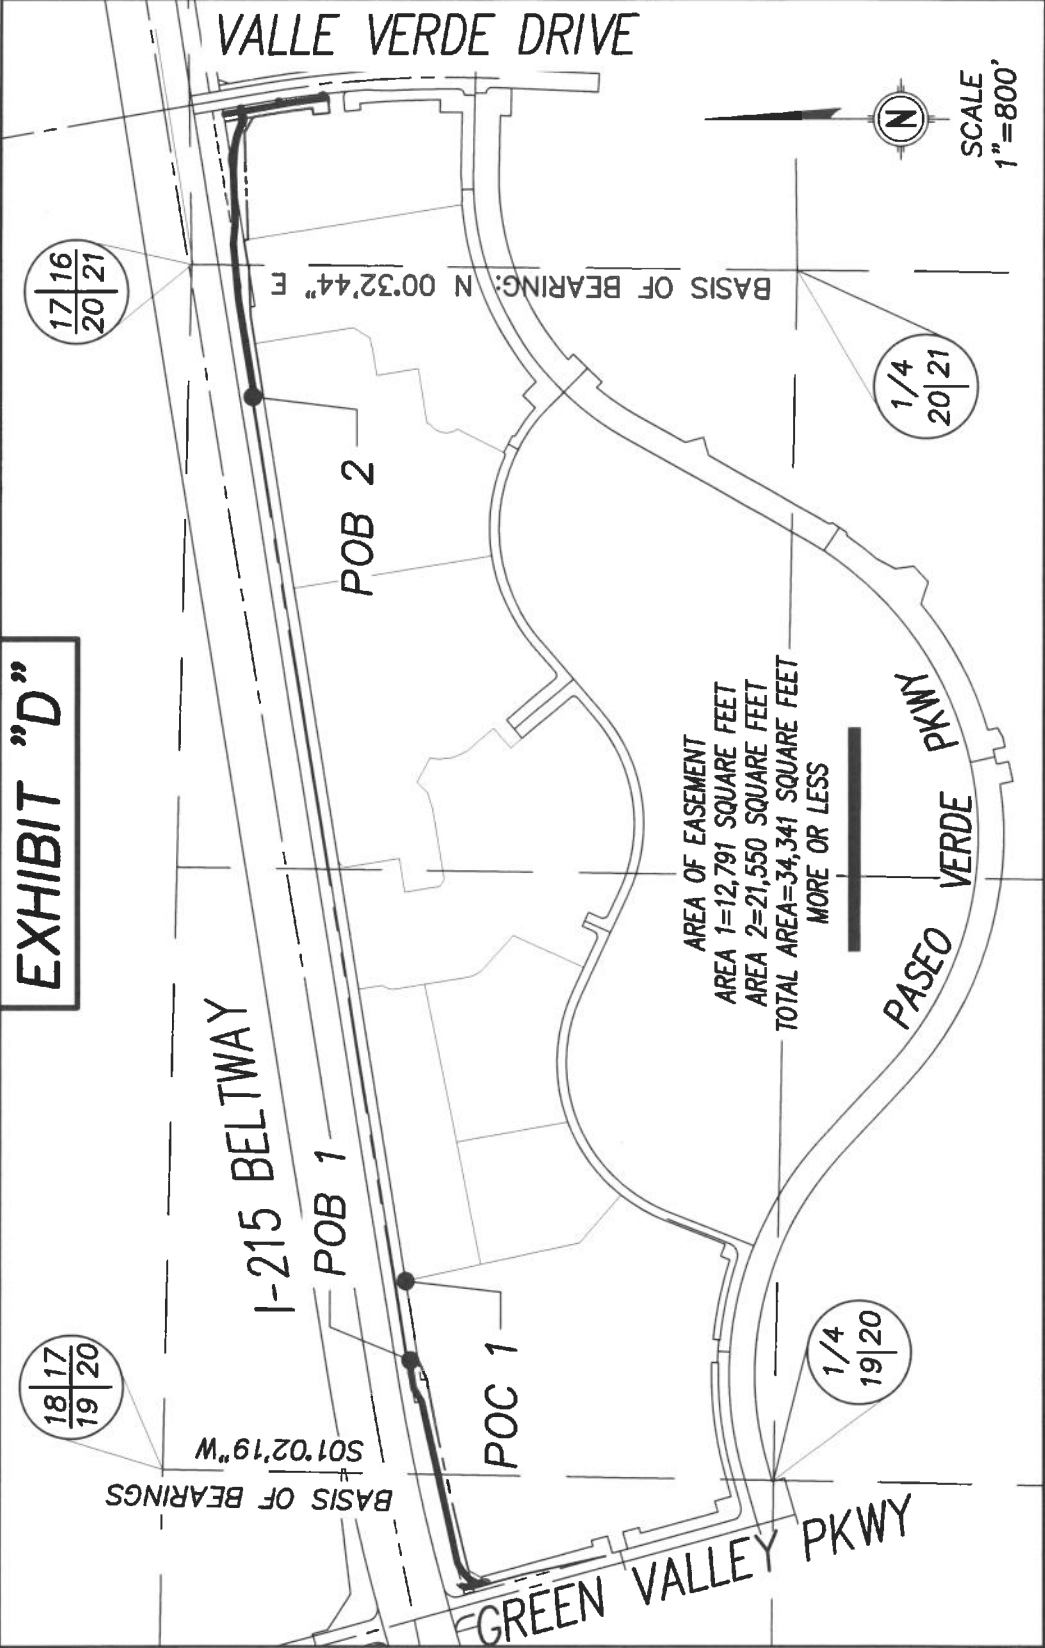 EXHIBIT "D"
VALLE VERDE DRIVE
17|16
20|21
18|17
19|20
I-215 BELTWAY
POB 1
POC 1
POB 2
BASIS OF BEARINGS
S01°02'19"W
BASIS OF BEARING: N 00°32'44" E
1/4
20|21
1/4
19|20
N
SCALE
1"=800'
AREA OF EASEMENT
AREA 1=12,791 SQUARE FEET
AREA 2=21,550 SQUARE FEET
TOTAL AREA=34,341 SQUARE FEET
MORE OR LESS
PASEO VERDE PKWY
GREEN VALLEY PKWY